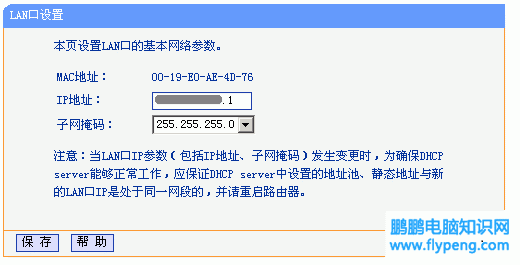 LAN口设置
本页设置LAN口的基本网络参数。
MAC地址： 00-19-E0-AE-4D-76
IP地址： .1
子网掩码： 255.255.255.0
注意：当LAN口IP参数（包括IP地址、子网掩码）发生变更时，为确保DHCP
server能够正常工作，应保证DHCP server中设置的地址池、静态地址与新
的LAN口IP是处于同一网段的，并请重启路由器。
保 存 帮 助
鹏鹏电脑知识网
www.flypeng.com